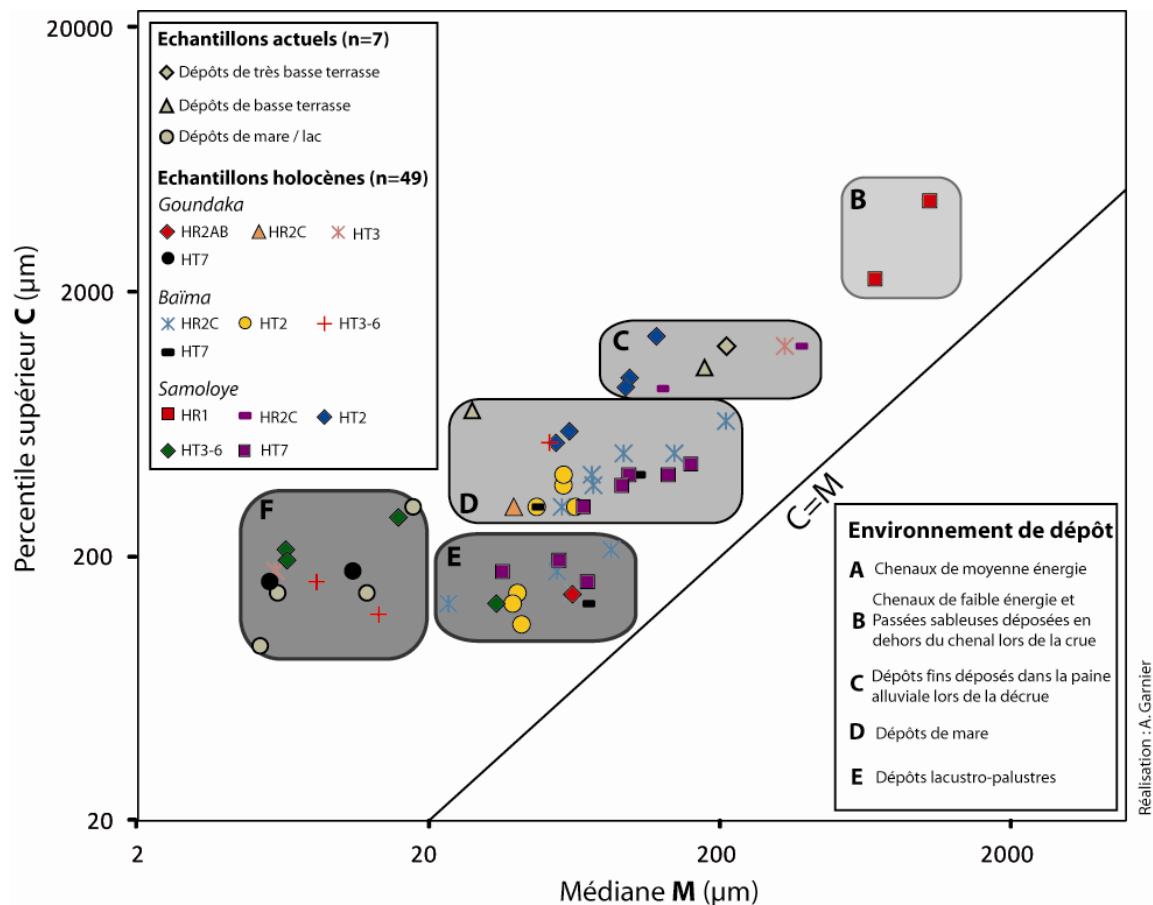 20000
2000
200
20
Percentile supérieur C (µm)
Echantillons actuels (n=7)
Dépôts de très basse terrasse
Dépôts de basse terrasse
Dépôts de mare / lac
Echantillons holocènes (n=49)
Goundaka
HR2AB HR2C HT3
HT7
Baïma
HR2C HT2 HT3-6
HT7
Samoloye
HR1 HR2C HT2
HT3-6 HT7
B
C
D
E
F
C=M
Environnement de dépôt
A Chenaux de moyenne énergie
Chenaux de faible énergie et
B Passées sableuses déposées en
dehors du chenal lors de la crue
C Dépôts fins déposés dans la paine
alluviale lors de la décrue
D Dépôts de mare
E Dépôts lacustro-palustres
2 20 200 2000
Médiane M (µm)
Réalisation : A. Garnier